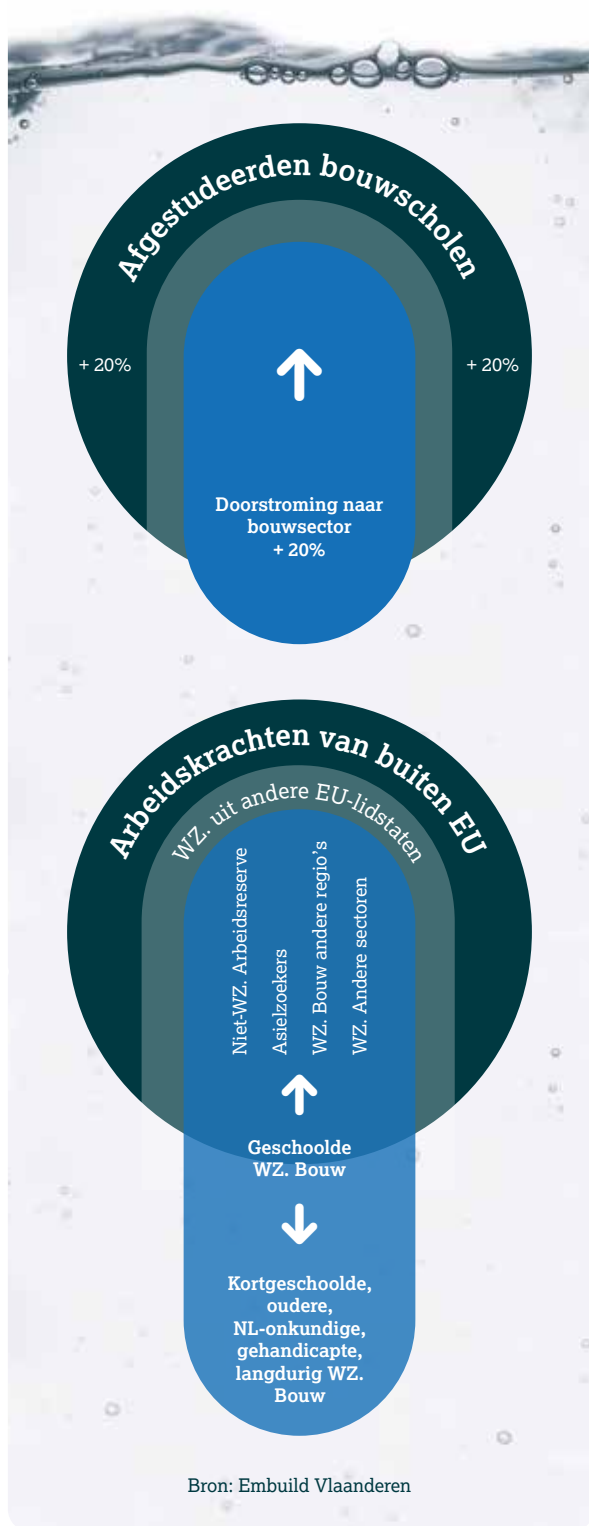 Afgestudeerden bouwscholen
+ 20%
+ 20%
Doorstroming naar
bouwsector
+ 20%
Arbeidskrachten van buiten EU
WZ. uit andere EU-lidstaten
Niet-WZ. Arbeidsreserve
Asielzoekers
WZ. Bouw andere regio's
WZ. Andere sectoren
Geschoolde
WZ. Bouw
Kortgeschoolde,
oudere,
NL-onkundige,
gehandicapte,
langdurig WZ.
Bouw
Bron: Embuild Vlaanderen